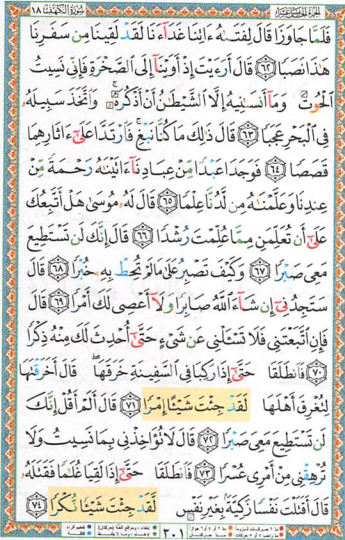 سورة الكهف ١٨
الجزء الخامس عشر
فَلَمَّا جَاوَزَا قَالَ لِفَتَىٰهُ ءَاتِنَا غَدَآءَنَا لَقَدْ لَقِينَا مِن سَفَرِنَا
هَٰذَا نَصَبًا ﴿٦٢﴾ قَالَ أَرَءَيْتَ إِذْ أَوَيْنَآ إِلَى ٱلصَّخْرَةِ فَإِنِّى نَسِيتُ
ٱلْحُوتَ وَمَآ أَنسَىٰنِيهُ إِلَّا ٱلشَّيْطَٰنُ أَنْ أَذْكُرَهُۥ ۚ وَٱتَّخَذَ سَبِيلَهُۥ
فِى ٱلْبَحْرِ عَجَبًا ﴿٦٣﴾ قَالَ ذَٰلِكَ مَا كُنَّا نَبْغِ ۚ فَٱرْتَدَّا عَلَىٰٓ ءَاثَارِهِمَا
قَصَصًا ﴿٦٤﴾ فَوَجَدَا عَبْدًا مِّنْ عِبَادِنَآ ءَاتَيْنَٰهُ رَحْمَةً مِّنْ
عِندِنَا وَعَلَّمْنَٰهُ مِن لَّدُنَّا عِلْمًا ﴿٦٥﴾ قَالَ لَهُۥ مُوسَىٰ هَلْ أَتَّبِعُكَ
عَلَىٰٓ أَن تُعَلِّمَنِ مِمَّا عُلِّمْتَ رُشْدًا ﴿٦٦﴾ قَالَ إِنَّكَ لَن تَسْتَطِيعَ
مَعِىَ صَبْرًا ﴿٦٧﴾ وَكَيْفَ تَصْبِرُ عَلَىٰ مَا لَمْ تُحِطْ بِهِۦ خُبْرًا ﴿٦٨﴾ قَالَ
سَتَجِدُنِىٓ إِن شَآءَ ٱللَّهُ صَابِرًا وَلَآ أَعْصِى لَكَ أَمْرًا ﴿٦٩﴾ قَالَ
فَإِنِ ٱتَّبَعْتَنِى فَلَا تَسْـَٔلْنِى عَن شَىْءٍ حَتَّىٰٓ أُحْدِثَ لَكَ مِنْهُ ذِكْرًا
﴿٧٠﴾ فَٱنطَلَقَا حَتَّىٰٓ إِذَا رَكِبَا فِى ٱلسَّفِينَةِ خَرَقَهَا ۖ قَالَ أَخَرَقْتَهَا
لِتُغْرِقَ أَهْلَهَا لَقَدْ جِئْتَ شَيْـًٔا إِمْرًا ﴿٧١﴾ قَالَ أَلَمْ أَقُلْ إِنَّكَ
لَن تَسْتَطِيعَ مَعِىَ صَبْرًا ﴿٧٢﴾ قَالَ لَا تُؤَاخِذْنِى بِمَا نَسِيتُ وَلَا
تُرْهِقْنِى مِنْ أَمْرِى عُسْرًا ﴿٧٣﴾ فَٱنطَلَقَا حَتَّىٰٓ إِذَا لَقِيَا غُلَٰمًا فَقَتَلَهُۥ
قَالَ أَقَتَلْتَ نَفْسًا زَكِيَّةًۢ بِغَيْرِ نَفْسٍ لَّقَدْ جِئْتَ شَيْـًٔا نُّكْرًا ﴿٧٤﴾
٣٠١